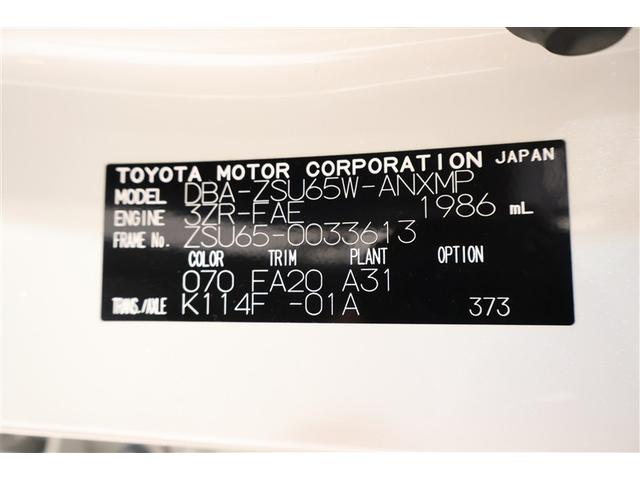 TOYOTA MOTOR CORPORATION JAPAN
MODEL DBA-ZSU65W-ANXMP
ENGINE 3ZR-FAE 1986 mL
FRAME No. ZSU65-0033613
COLOR TRIM PLANT OPTION
070 FA20 A31
TRANS./AXLE K114F -01A 373